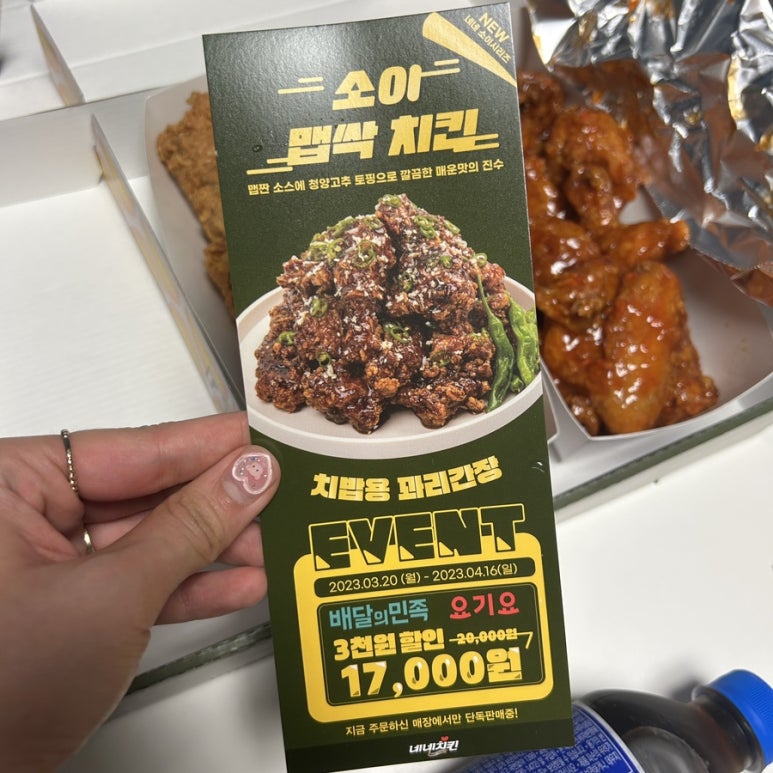 NEW
네네 소이시리즈
소이
맵싹 치킨
맵짠 소스에 청양고추 토핑으로 깔끔한 매운맛의 진수
치밥용 꽈리간장
EVENT
2023.03.20 (월) - 2023.04.16(일)
배달의민족 요기요
3천원 할인 20,000원
17,000원
지금 주문하신 매장에서만 단독판매중!
네네치킨